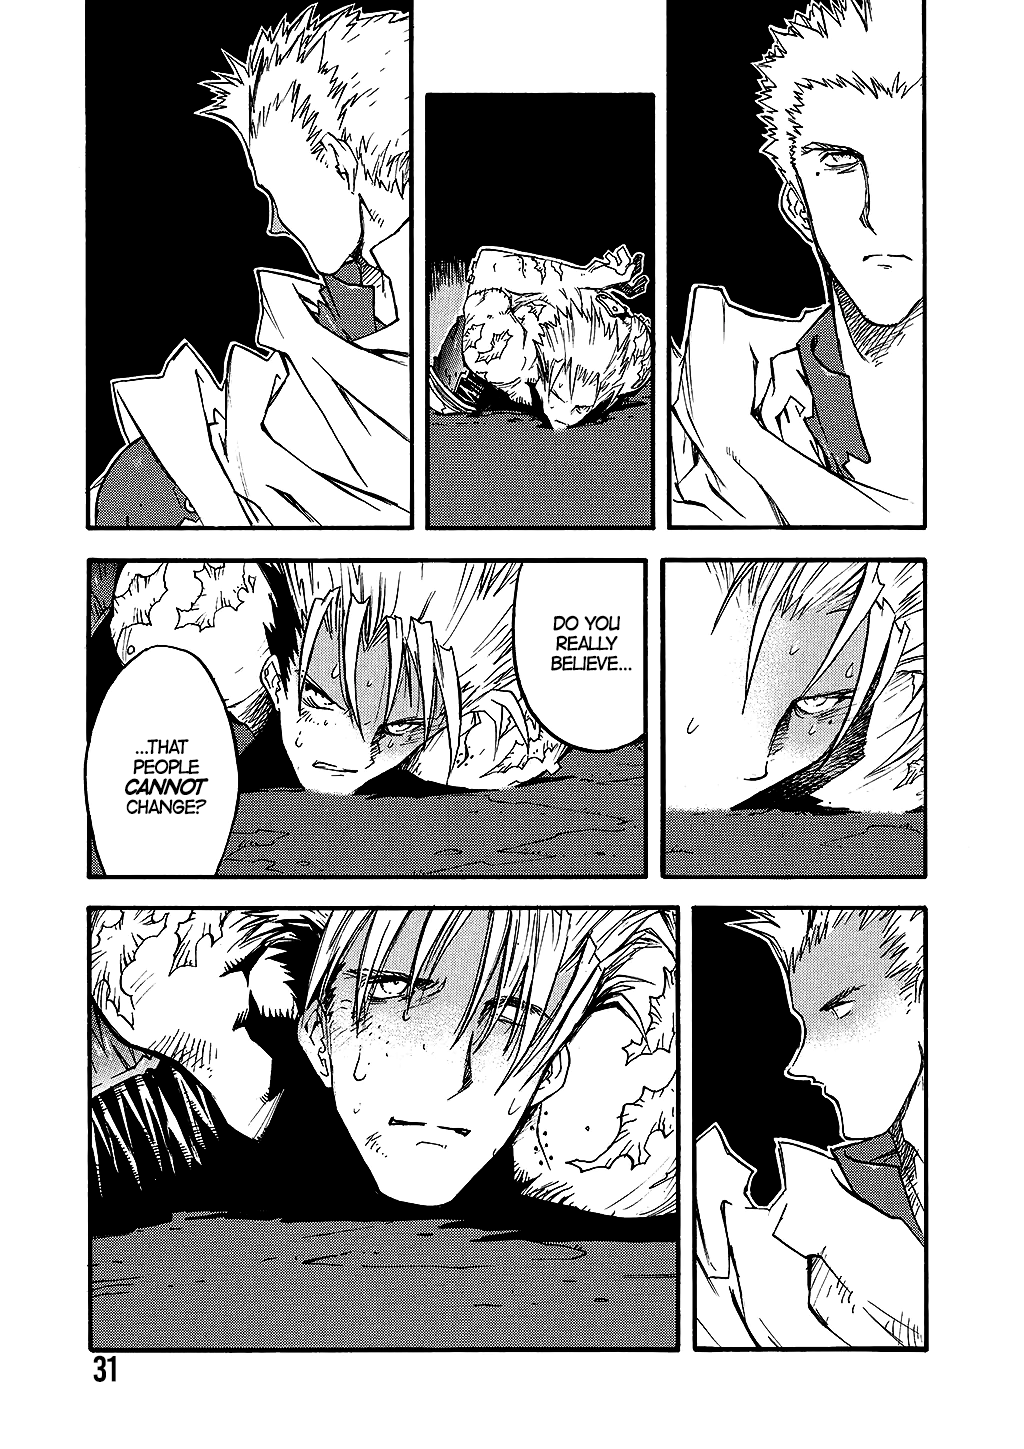 DO YOU
REALLY
BELIEVE...
...THAT
PEOPLE
CANNOT
CHANGE?
31